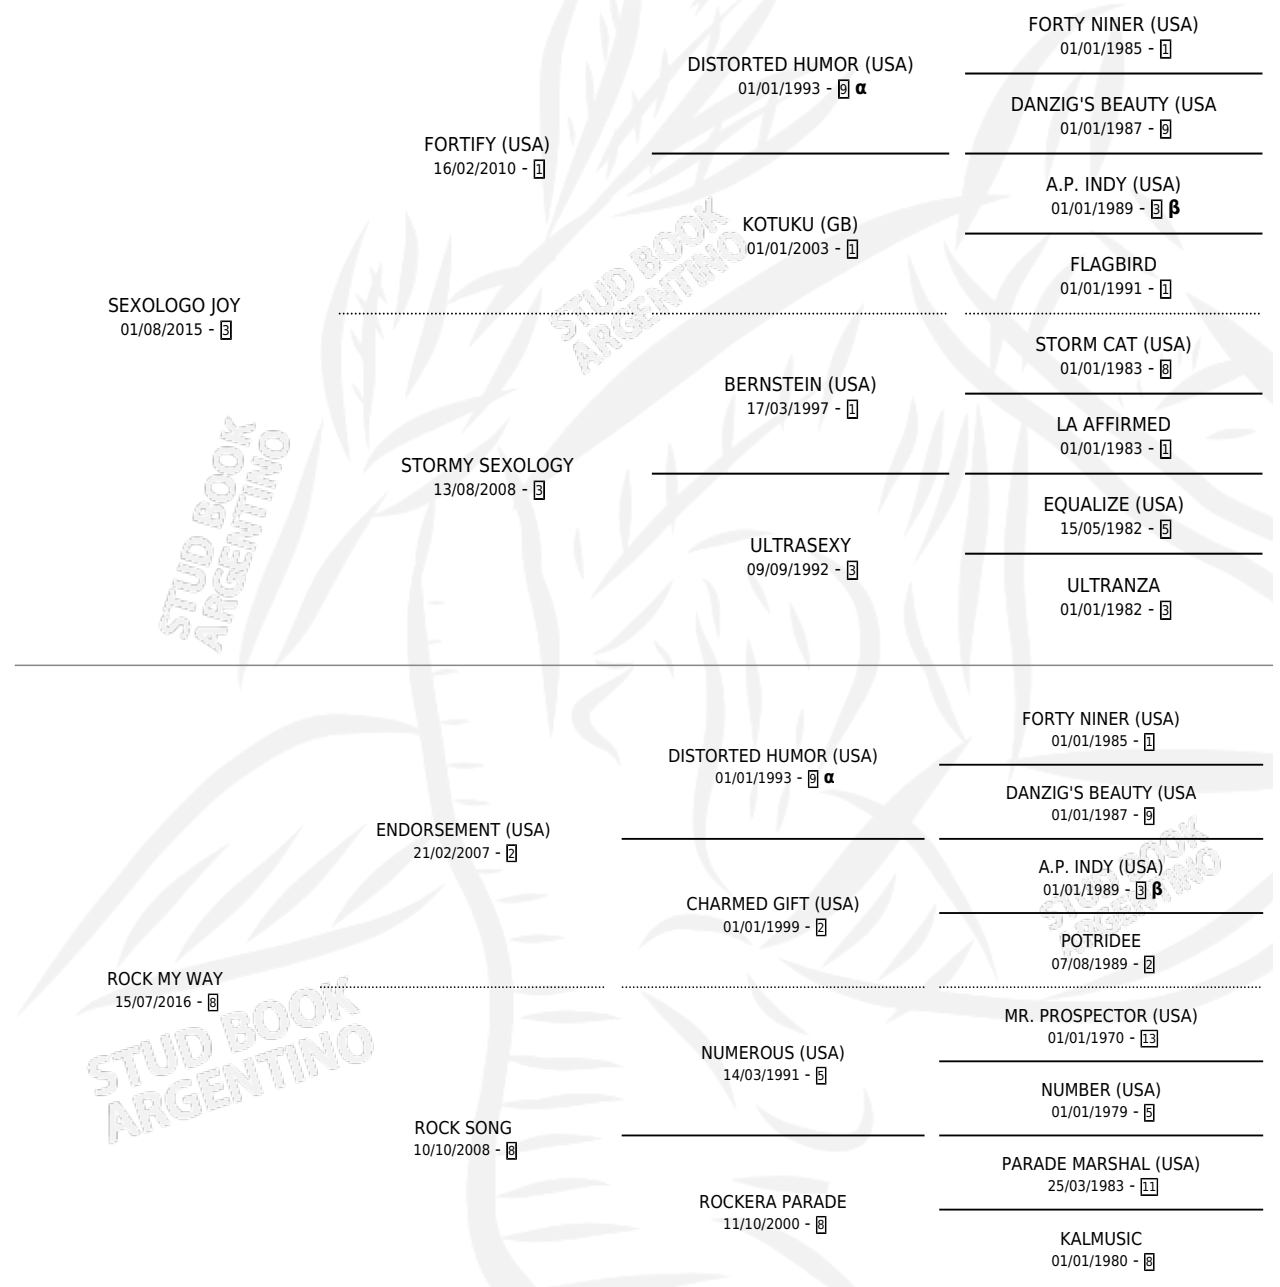 FORTY NINER (USA)
01/01/1985 - 1
DISTORTED HUMOR (USA)
01/01/1993 - 9 α
DANZIG'S BEAUTY (USA
01/01/1987 - 9
FORTIFY (USA)
16/02/2010 - 1
A.P. INDY (USA)
01/01/1989 - 3 β
KOTUKU (GB)
01/01/2003 - 1
FLAGBIRD
01/01/1991 - 1
SEXOLOGO JOY
01/08/2015 - 3
STORM CAT (USA)
01/01/1983 - 8
BERNSTEIN (USA)
17/03/1997 - 1
LA AFFIRMED
01/01/1983 - 1
STORMY SEXOLOGY
13/08/2008 - 3
EQUALIZE (USA)
15/05/1982 - 5
ULTRASEXY
09/09/1992 - 3
ULTRANZA
01/01/1982 - 3
STUD BOOK
ARGENTINO
STUD BOOK
ARGENTINO
FORTY NINER (USA)
01/01/1985 - 1
DISTORTED HUMOR (USA)
01/01/1993 - 9 α
DANZIG'S BEAUTY (USA
01/01/1987 - 9
ENDORSEMENT (USA)
21/02/2007 - 2
A.P. INDY (USA)
01/01/1989 - 3 β
CHARMED GIFT (USA)
01/01/1999 - 2
POTRIDEE
07/08/1989 - 2
ROCK MY WAY
15/07/2016 - 8
MR. PROSPECTOR (USA)
01/01/1970 - 13
NUMEROUS (USA)
14/03/1991 - 5
NUMBER (USA)
01/01/1979 - 5
ROCK SONG
10/10/2008 - 8
PARADE MARSHAL (USA)
25/03/1983 - 11
ROCKERA PARADE
11/10/2000 - 8
KALMUSIC
01/01/1980 - 8
STUD BOOK
ARGENTINO
STUD BOOK
ARGENTINO